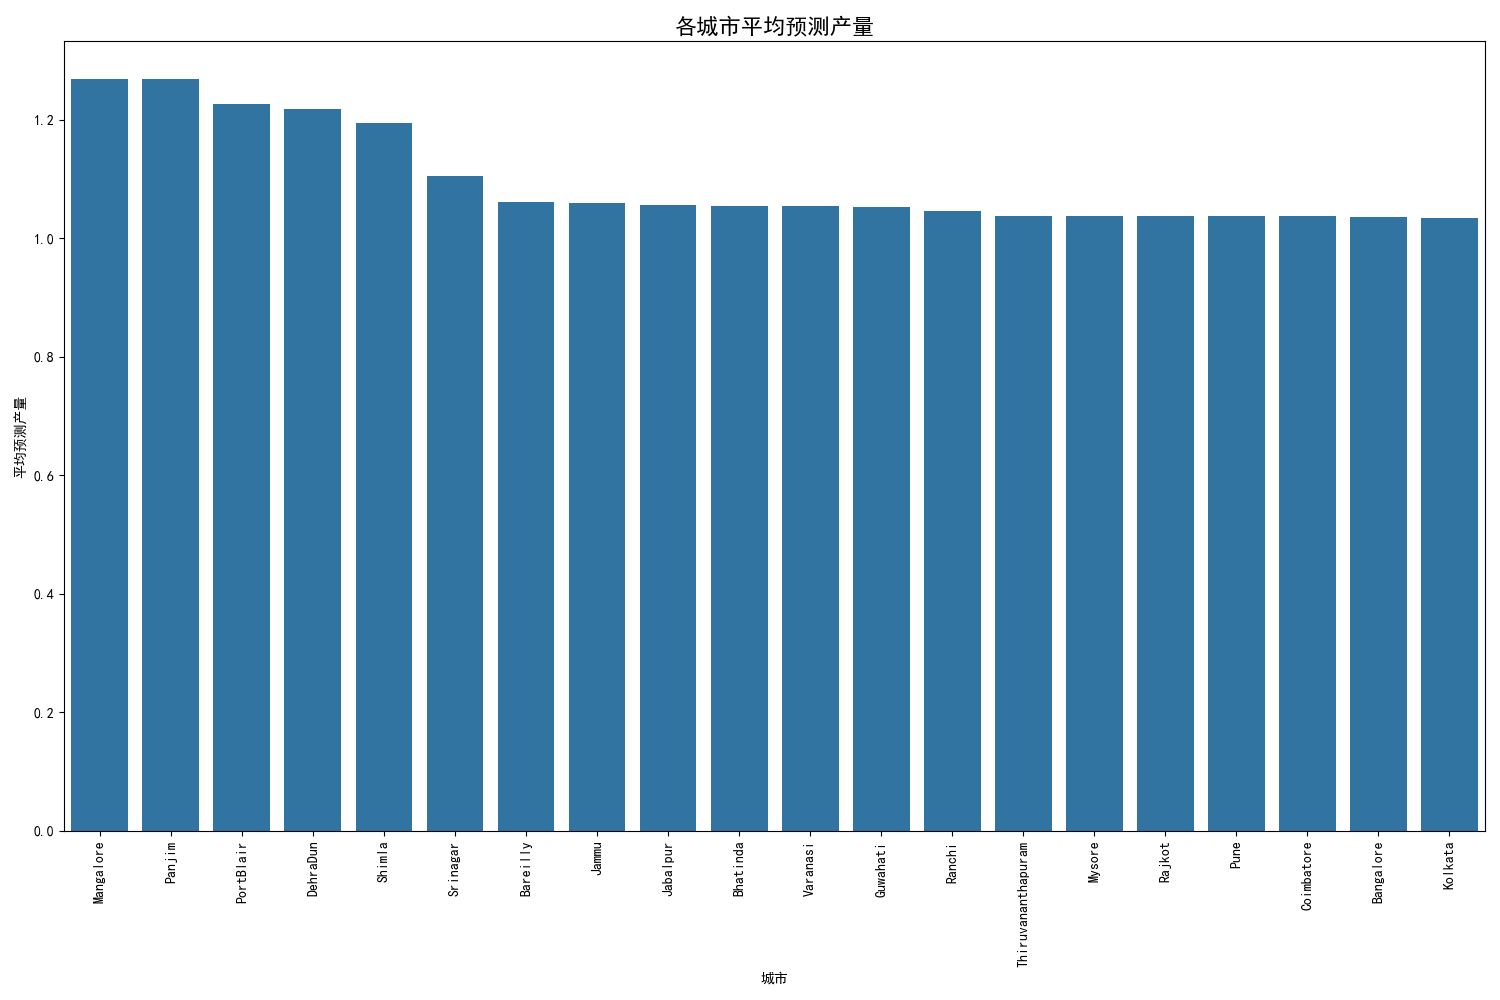 各城市平均预测产量
平均预测产量
1.2
1.0
0.8
0.6
0.4
0.2
0.0
Mangalore
Panjim
PortBlair
DehraDun
Shimla
Srinagar
Bareilly
Jammu
Jabalpur
Bhatinda
Varanasi
Guwahati
Ranchi
Thiruvananthapuram
Mysore
Rajkot
Pune
Coimbatore
Bangalore
Kolkata
城市